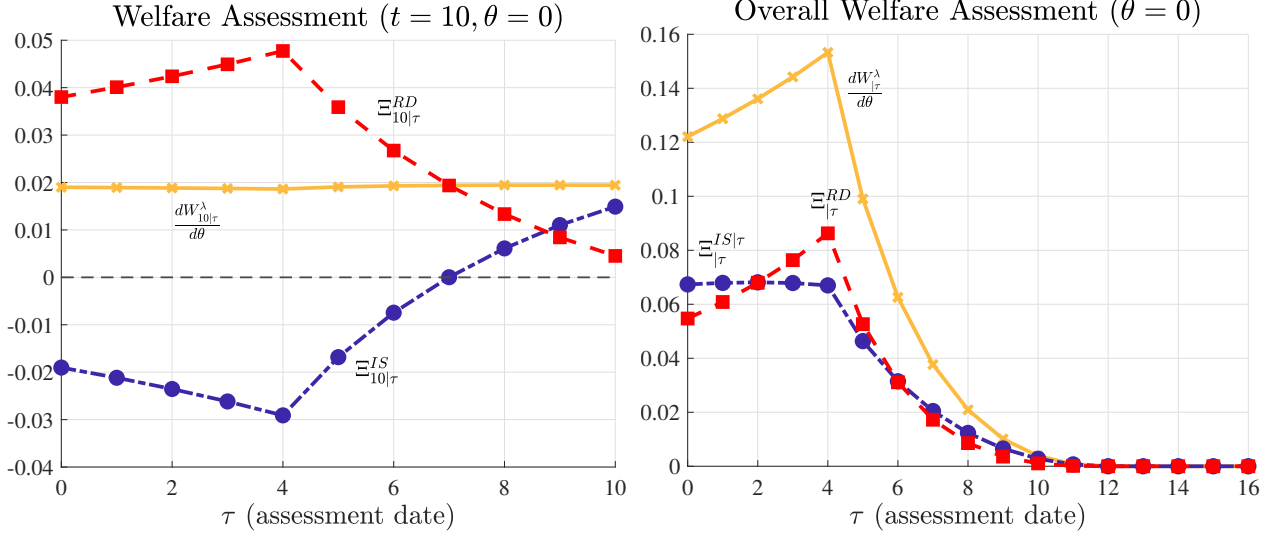 Welfare Assessment (t = 10, θ = 0)
0.05
0.04
0.03
0.02
0.01
0
-0.01
-0.02
-0.03
-0.04
Ξ^{RD}_{10|τ}
dW^λ_{10|τ}
dθ
Ξ^{IS}_{10|τ}
0 2 4 6 8 10
τ (assessment date)
Overall Welfare Assessment (θ = 0)
0.16
0.14
0.12
0.1
0.08
0.06
0.04
0.02
0
dW^λ_{|τ}
dθ
Ξ^{RD}_{|τ}
Ξ^{IS|τ}_{|τ}
0 2 4 6 8 10 12 14 16
τ (assessment date)